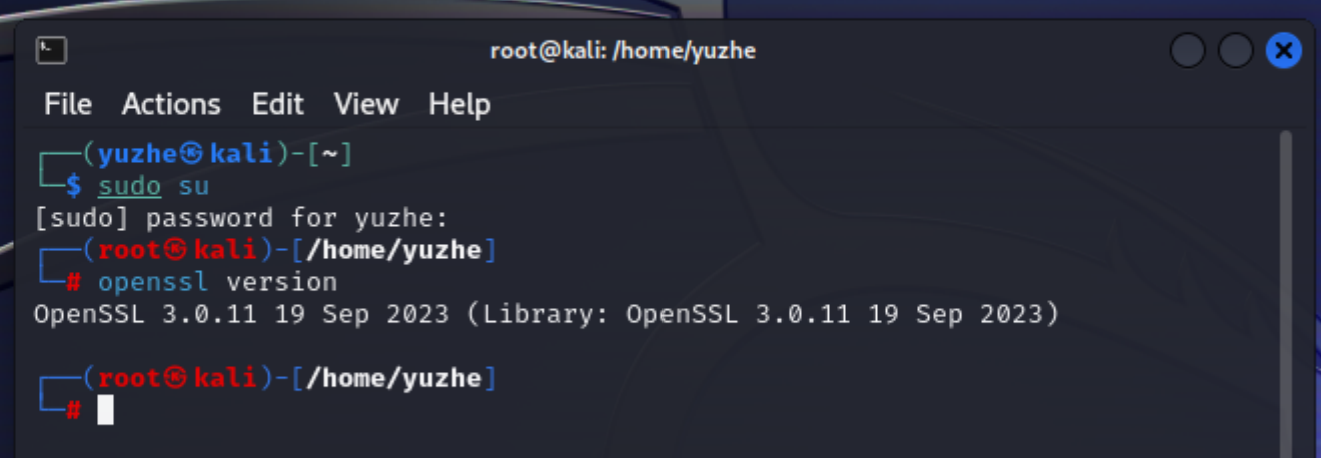 root@kali: /home/yuzhe
File Actions Edit View Help
┌──(yuzhe㉿kali)-[~]
└─$ sudo su
[sudo] password for yuzhe:
┌──(root㉿kali)-[/home/yuzhe]
└─# openssl version
OpenSSL 3.0.11 19 Sep 2023 (Library: OpenSSL 3.0.11 19 Sep 2023)
┌──(root㉿kali)-[/home/yuzhe]
└─#